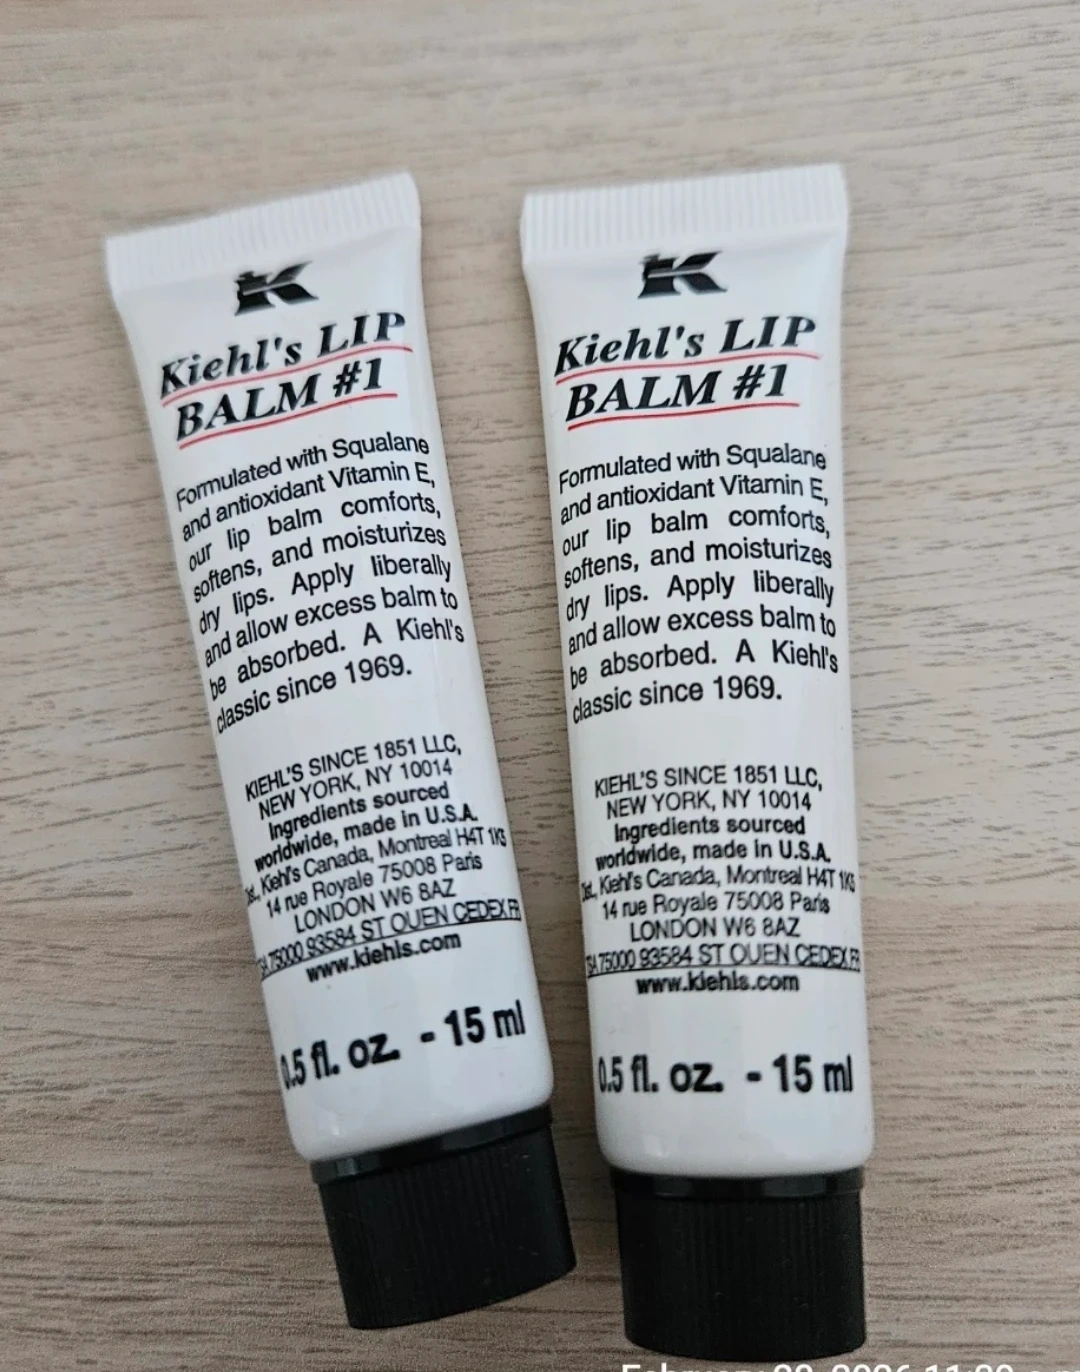 K
Kiehl's LIP
BALM #1
Formulated with Squalane
and antioxidant Vitamin E,
our lip balm comforts,
softens, and moisturizes
dry lips. Apply liberally
and allow excess balm to
be absorbed. A Kiehl's
classic since 1969.
KIEHL'S SINCE 1851 LLC,
NEW YORK, NY 10014
Ingredients sourced
worldwide, made in U.S.A.
Kiehl's Canada, Montreal H4T 1K5
14 rue Royale 75008 Paris
LONDON W6 8AZ
75000 93584 ST OUEN CEDEX FR
www.kiehls.com
0.5 fl. oz. - 15 ml
K
Kiehl's LIP
BALM #1
Formulated with Squalane
and antioxidant Vitamin E,
our lip balm comforts,
softens, and moisturizes
dry lips. Apply liberally
and allow excess balm to
be absorbed. A Kiehl's
classic since 1969.
KIEHL'S SINCE 1851 LLC,
NEW YORK, NY 10014
Ingredients sourced
worldwide, made in U.S.A.
Kiehl's Canada, Montreal H4T 1K5
14 rue Royale 75008 Paris
LONDON W6 8AZ
75000 93584 ST OUEN CEDEX FR
www.kiehls.com
0.5 fl. oz. - 15 ml